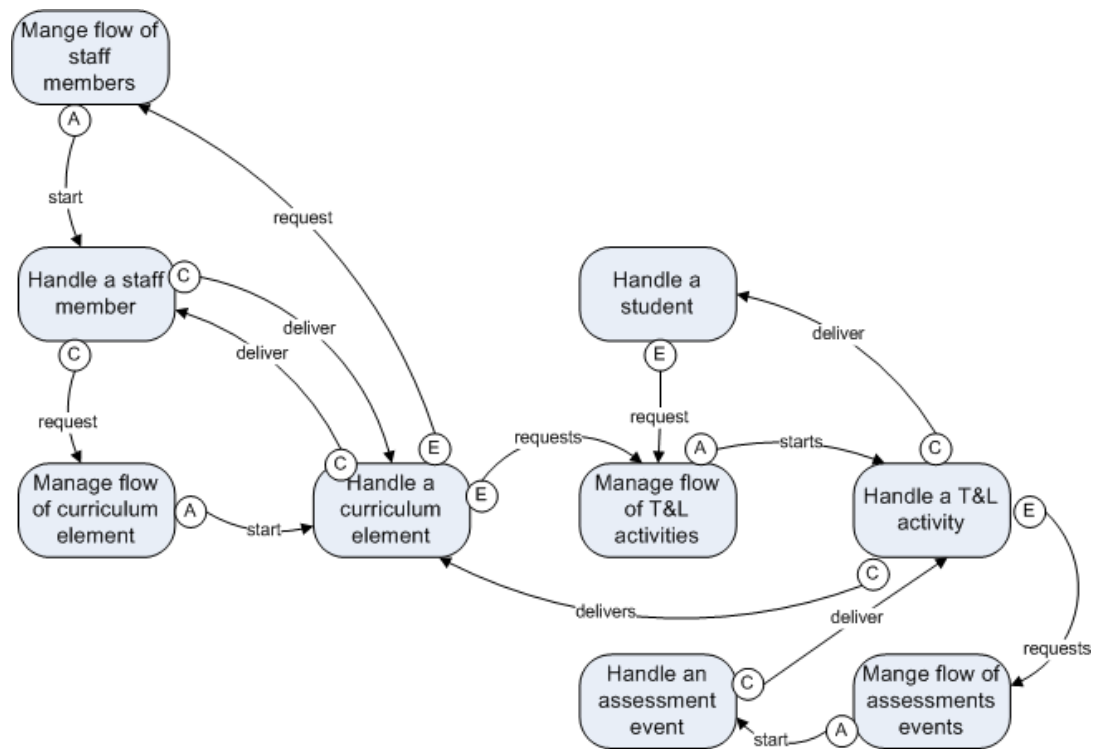 Mange flow of
staff
members
A
start
request
Handle a staff
member
C
deliver
deliver
C
request
Handle a
student
deliver
E
request
E
C
requests
A
starts
C
Manage flow
of curriculum
element
A
start
Handle a
curriculum
element
E
Manage flow
of T&L
activities
Handle a T&L
activity
E
C
delivers
deliver
requests
Handle an
assessment
event
C
Mange flow of
assessments
events
start
A